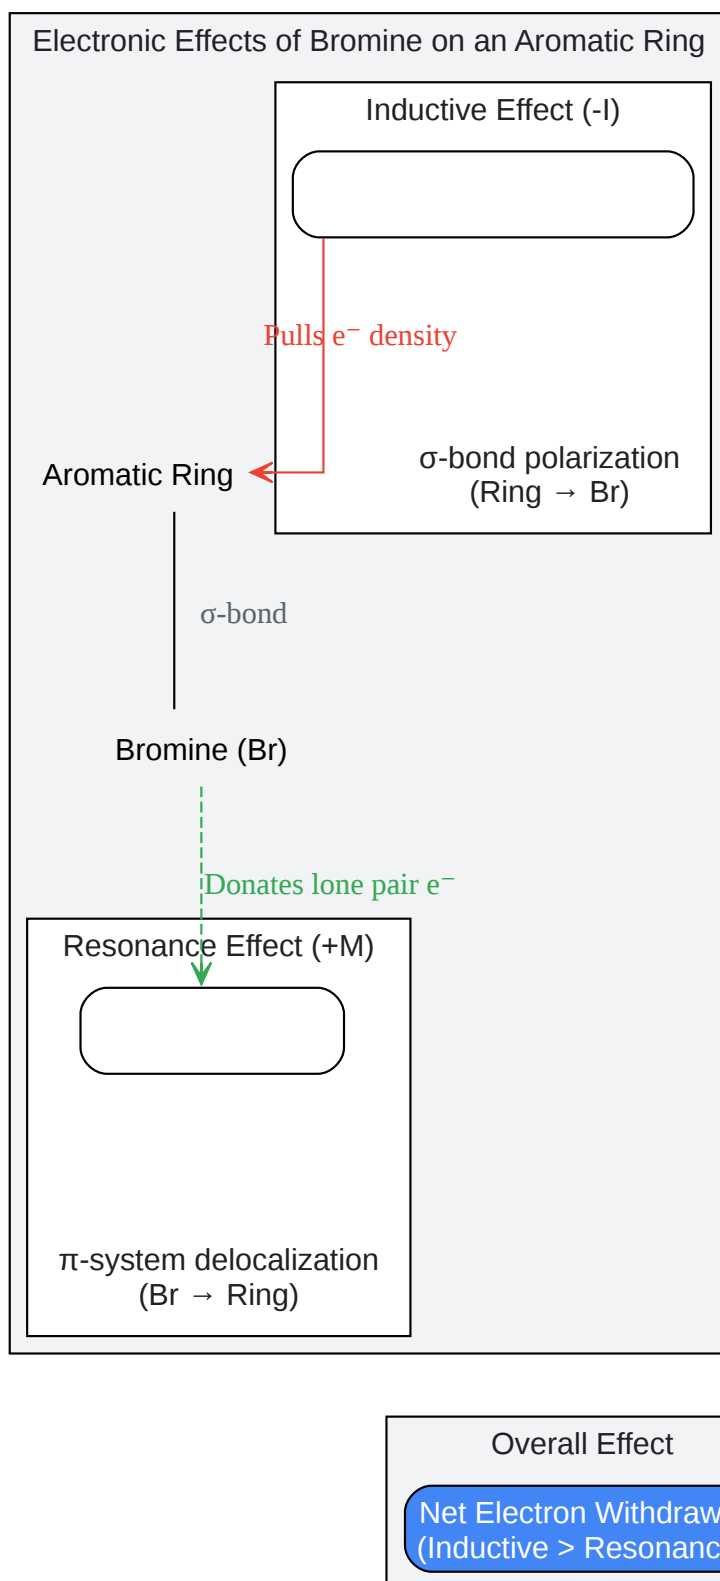 Electronic Effects of Bromine on an Aromatic Ring
Inductive Effect (-I)
Pulls e⁻ density
Aromatic Ring
σ-bond polarization
(Ring → Br)
σ-bond
Bromine (Br)
Donates lone pair e⁻
Resonance Effect (+M)
π-system delocalization
(Br → Ring)
Overall Effect
Net Electron Withdraw
(Inductive > Resonanc